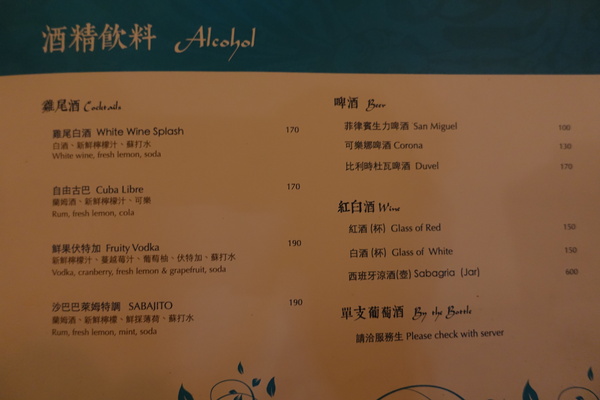 酒精飲料 Alcohol
雞尾酒 Cocktails
雞尾白酒 White Wine Splash 170
白酒、新鮮檸檬汁、蘇打水
White wine, fresh lemon, soda
自由古巴 Cuba Libre 170
蘭姆酒、新鮮檸檬汁、可樂
Rum, fresh lemon, cola
鮮果伏特加 Fruity Vodka 190
新鮮檸檬汁、蔓越莓汁、葡萄柚、伏特加、蘇打水
Vodka, cranberry, fresh lemon & grapefruit, soda
沙巴巴萊姆特調 SABAJITO 190
蘭姆酒、新鮮檸檬、鮮採薄荷、蘇打水
Rum, fresh lemon, mint, soda
啤酒 Beer
菲律賓生力啤酒 San Miguel 100
可樂娜啤酒 Corona 130
比利時杜瓦啤酒 Duvel 170
紅白酒 Wine
紅酒 (杯) Glass of Red 150
白酒 (杯) Glass of White 150
西班牙涼酒(壺) Sabagria (Jar) 600
單支葡萄酒 By the Bottle
請洽服務生 Please check with server